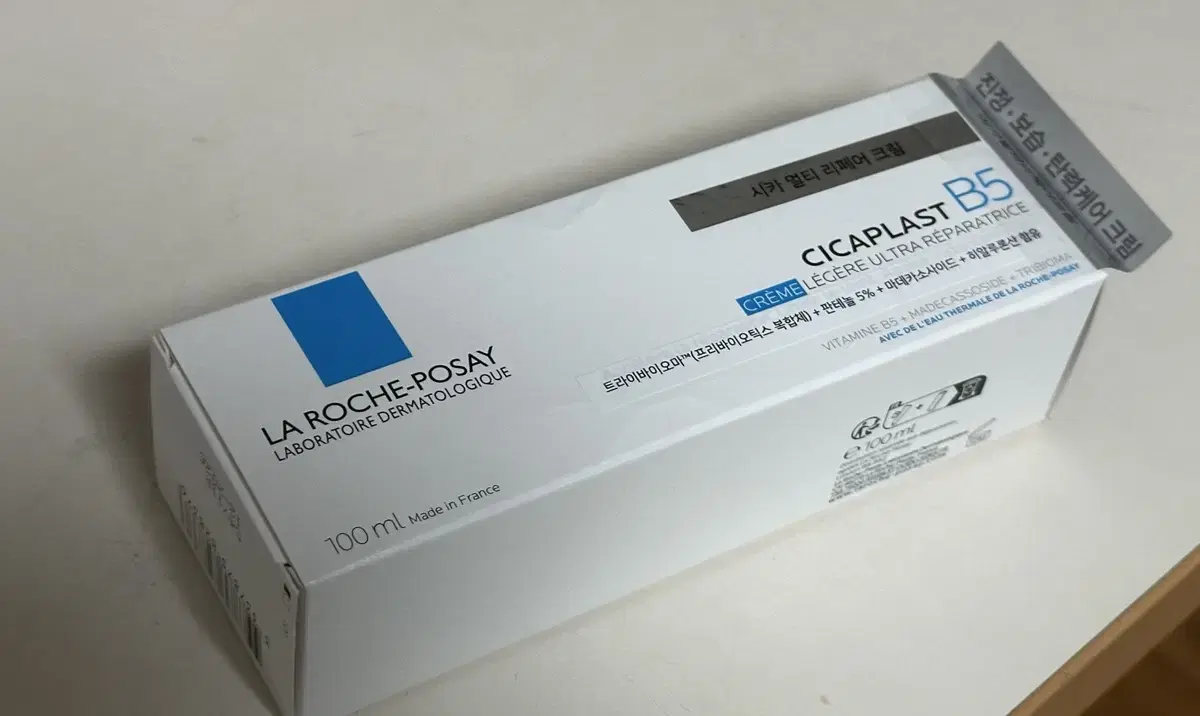 진정·보습·탄력케어 크림
시카 멀티 리페어 크림
CICAPLAST B5
CRÈME LÉGÈRE ULTRA RÉPARATRICE
트라이바이오마™(프리바이오틱스 복합체) + 판테놀 5% + 마데카소사이드 + 히알루론산 함유
VITAMINE B5 + MADECASSOSIDE + TRIBIOMA
AVEC DE L'EAU THERMALE DE LA ROCHE-POSAY
LA ROCHE-POSAY
LABORATOIRE DERMATOLOGIQUE
100 ml Made in France
e 100 ml